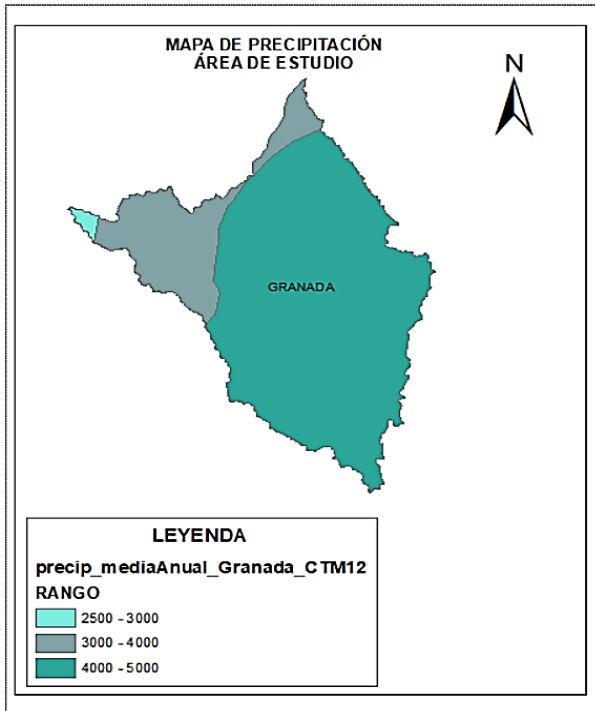 MAPA DE PRECIPITACIÓN
ÁREA DE ESTUDIO
N
GRANADA
LEYENDA
precip_mediaAnual_Granada_CTM12
RANGO
2500 - 3000
3000 - 4000
4000 - 5000